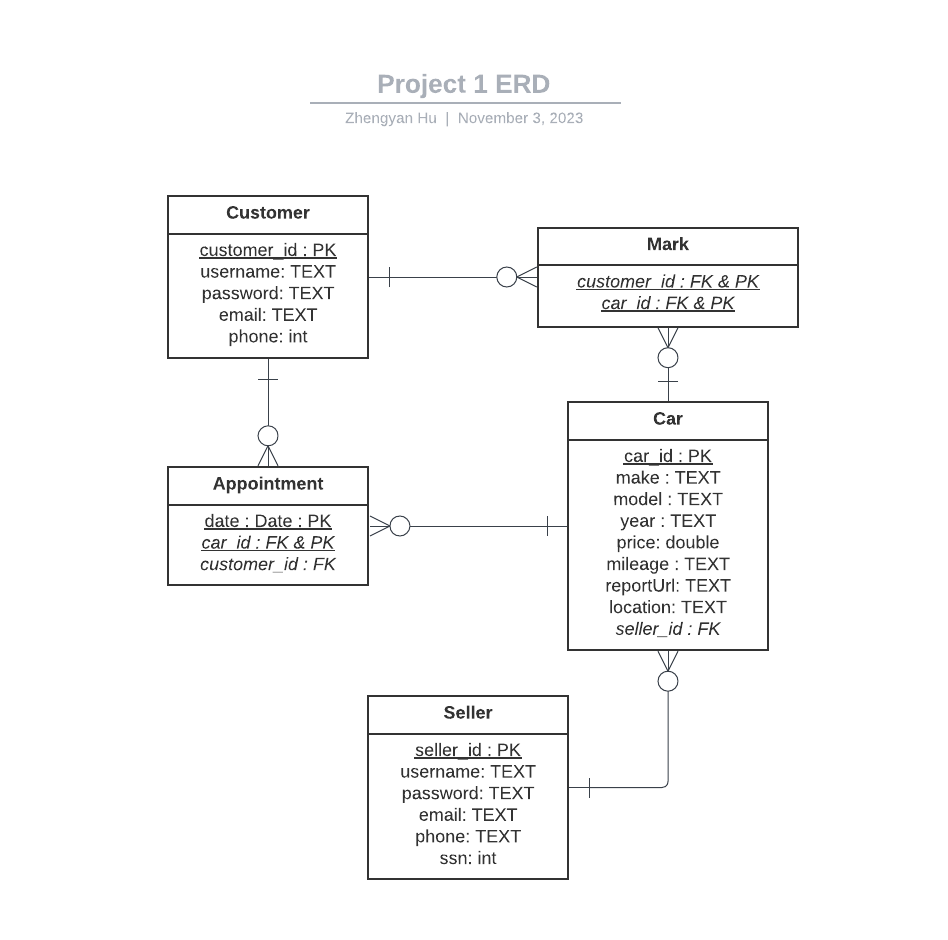 Project 1 ERD
Zhengyan Hu | November 3, 2023
Customer
customer_id : PK
username: TEXT
password: TEXT
email: TEXT
phone: int
Mark
customer_id : FK & PK
car_id : FK & PK
Appointment
date : Date : PK
car_id : FK & PK
customer_id : FK
Car
car_id : PK
make : TEXT
model : TEXT
year : TEXT
price: double
mileage : TEXT
reportUrl: TEXT
location: TEXT
seller_id : FK
Seller
seller_id : PK
username: TEXT
password: TEXT
email: TEXT
phone: TEXT
ssn: int